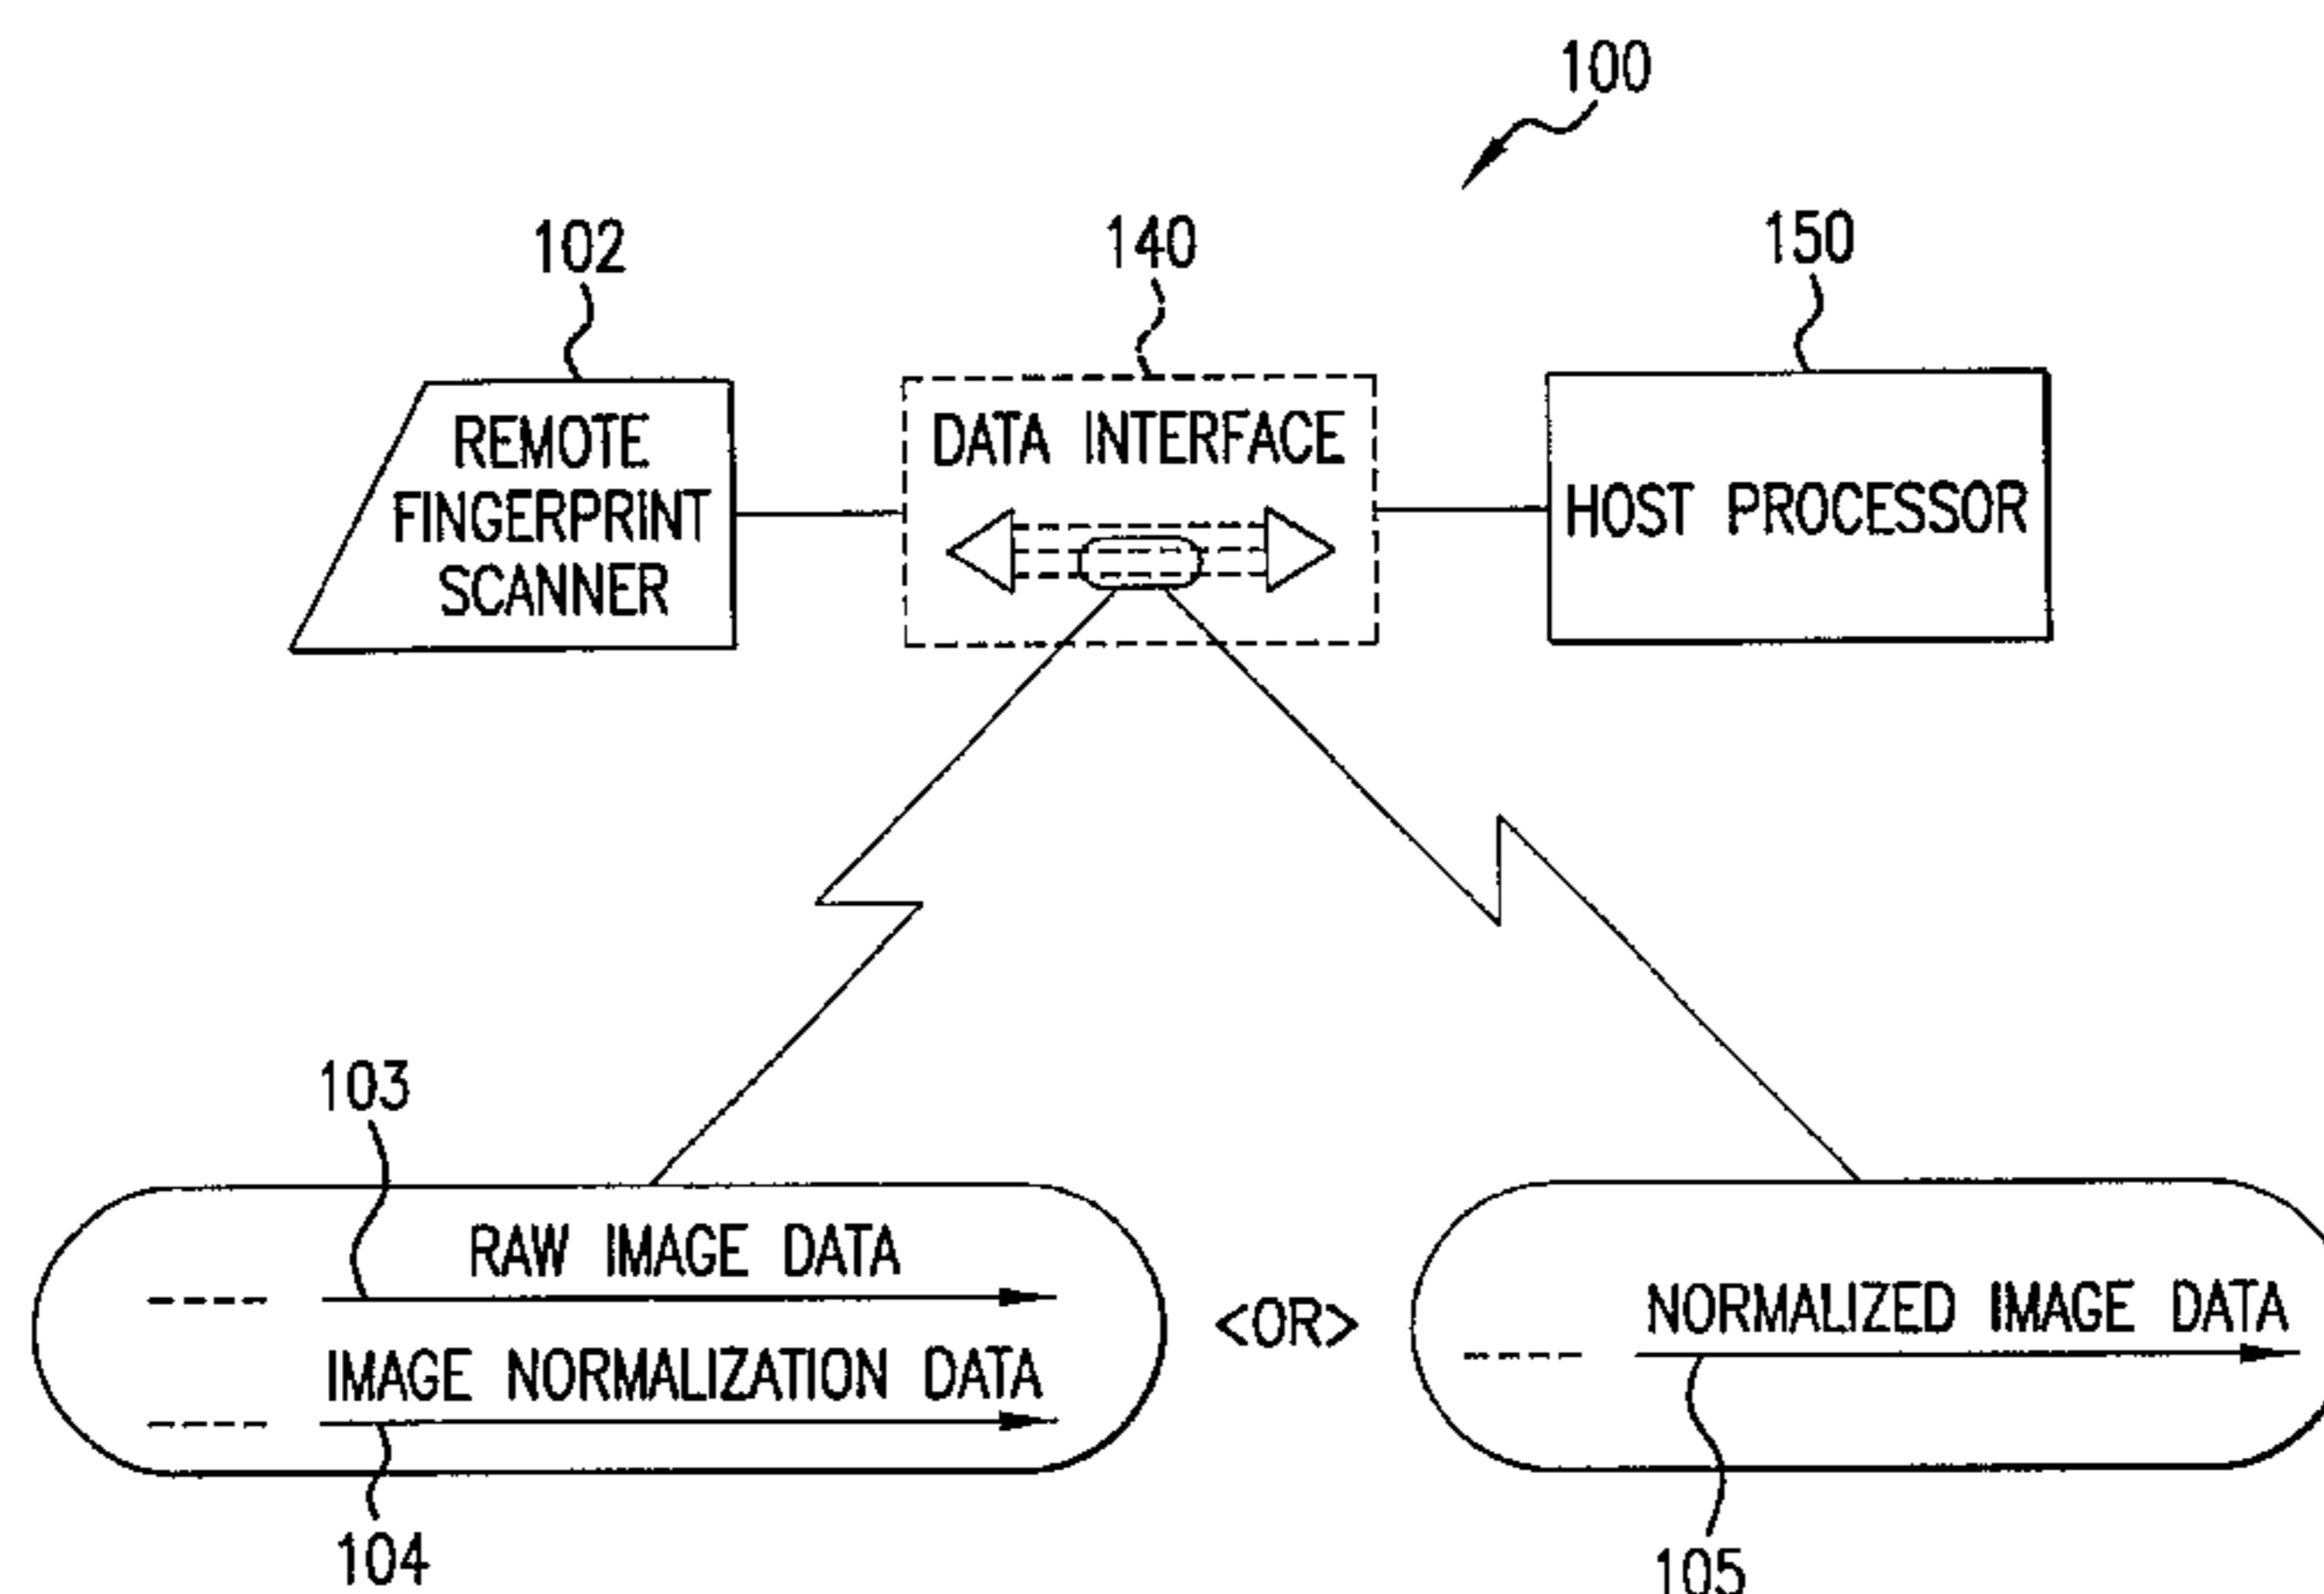 100
102
140
150
REMOTE
FINGERPRINT
SCANNER
DATA INTERFACE
HOST PROCESSOR
103
RAW IMAGE DATA
IMAGE NORMALIZATION DATA
104
<OR>
NORMALIZED IMAGE DATA
105